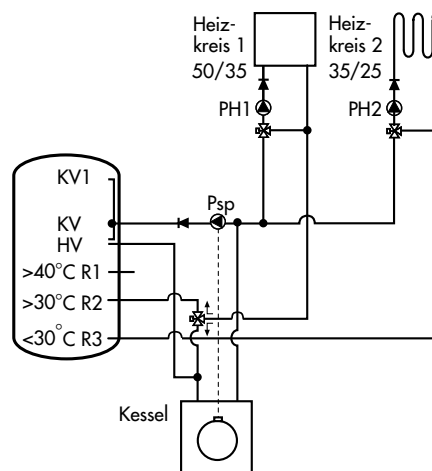 Heiz-
kreis 1
50/35
Heiz-
kreis 2
35/25
PH1
PH2
KV1
Psp
KV
HV
>40°C R1
>30°C R2
<30°C R3
Kessel